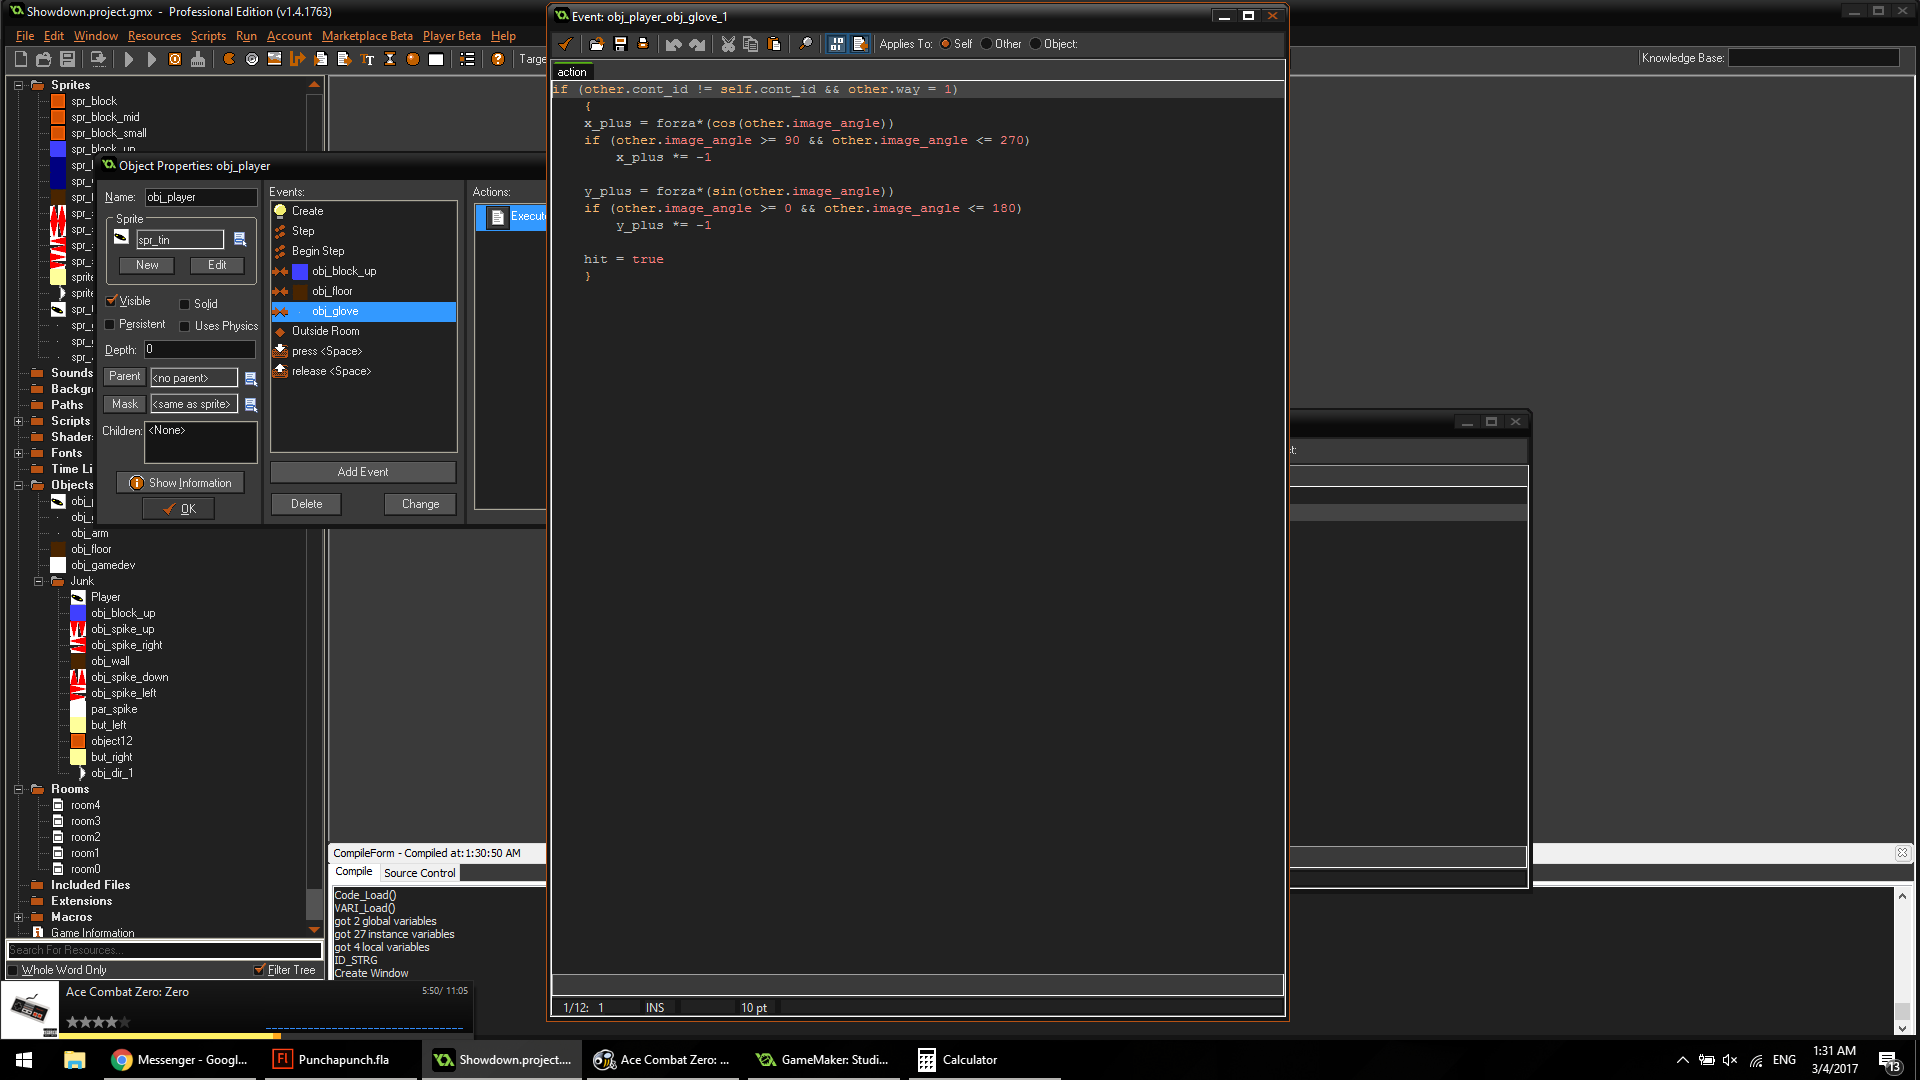 Showdown.project.gmx - Professional Edition (v1.4.1763)
File Edit Window Resources Scripts Run Account Marketplace Beta Player Beta Help
Target
Knowledge Base:
Sprites
spr_block
spr_block_mid
spr_block_small
spr_block_up
Object Properties: obj_player
Name: obj_player
Sprite
spr_tin
New Edit
Visible Solid
Persistent Uses Physics
Depth: 0
Parent <no parent>
Mask <same as sprite>
Children: <None>
Show Information
OK
Events:
Create
Step
Begin Step
obj_block_up
obj_floor
obj_glove
Outside Room
press <Space>
release <Space>
Add Event
Delete Change
Actions:
Execute
Sounds
Backgr
Paths
Scripts
Shader
Fonts
Time Li
Objects
obj_arm
obj_floor
obj_gamedev
Junk
Player
obj_block_up
obj_spike_up
obj_spike_right
obj_wall
obj_spike_down
obj_spike_left
par_spike
but_left
object12
but_right
obj_dir_1
Rooms
room4
room3
room2
room1
room0
Included Files
Extensions
Macros
Game Information
Search For Resources...
Whole Word Only Filter Tree
Event: obj_player_obj_glove_1
Applies To: Self Other Object:
action
if (other.cont_id != self.cont_id && other.way = 1)
{
x_plus = forza*(cos(other.image_angle))
if (other.image_angle >= 90 && other.image_angle <= 270)
x_plus *= -1
y_plus = forza*(sin(other.image_angle))
if (other.image_angle >= 0 && other.image_angle <= 180)
y_plus *= -1
hit = true
}
1/12: 1 INS 10 pt
CompileForm - Compiled at:1:30:50 AM
Compile Source Control
Code_Load()
VARI_Load()
got 2 global variables
got 27 instance variables
got 4 local variables
ID_STRG
Create Window
Ace Combat Zero: Zero 5:50/ 11:05
Messenger - Googl... Punchapunch.fla Showdown.project.... Ace Combat Zero: ... GameMaker: Studi... Calculator
ENG 1:31 AM
3/4/2017
13